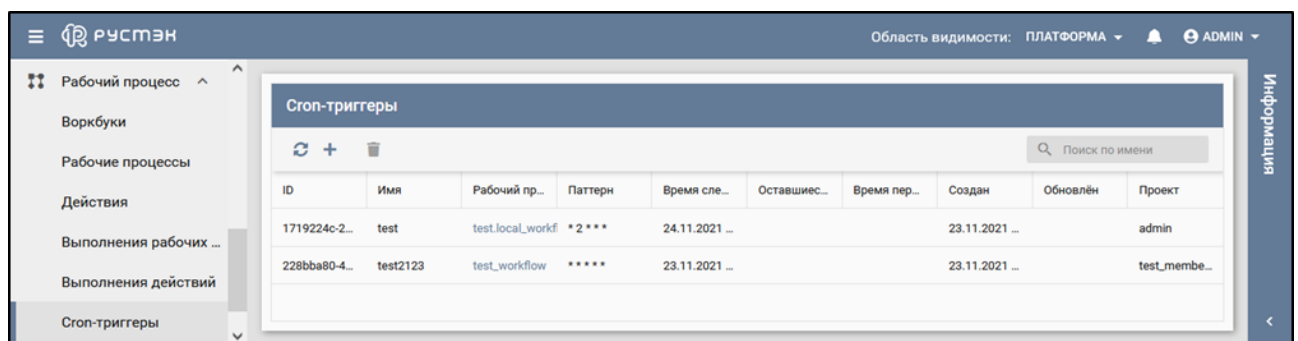 РУСТЭК
Область видимости: ПЛАТФОРМА ADMIN
Рабочий процесс
Воркбуки
Рабочие процессы
Действия
Выполнения рабочих ...
Выполнения действий
Cron-триггеры
Cron-триггеры
Поиск по имени
ID Имя Рабочий пр... Паттерн Время сле... Оставшиес... Время пер... Создан Обновлён Проект
1719224c-2... test test.local_workfl * 2 * * * 24.11.2021 ... 23.11.2021 ... admin
228bba80-4... test2123 test_workflow * * * * * 23.11.2021 ... 23.11.2021 ... test_membe...
Информация